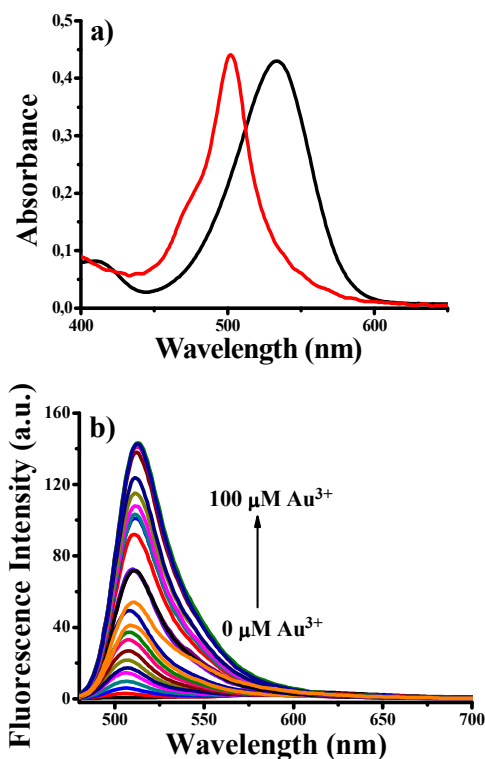 a)
Absorbance
0,5
0,4
0,3
0,2
0,1
0,0
400
500
600
Wavelength (nm)
b)
Fluorescence Intensity (a.u.)
160
120
80
40
0
100 µM Au³⁺
0 µM Au³⁺
500
550
600
650
700
Wavelength (nm)